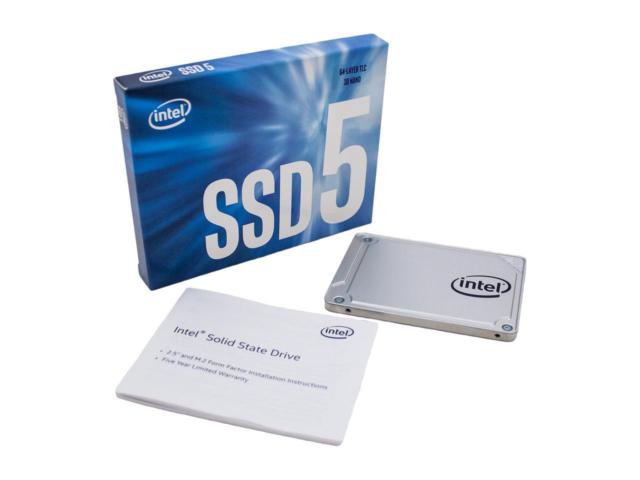 intel
SSD 5
64-LAYER TLC
3D NAND
intel
SSD5
intel
intel
Intel® Solid State Drive
• 2.5" and M.2 Form Factor Installation Instructions
• Five Year Limited Warranty